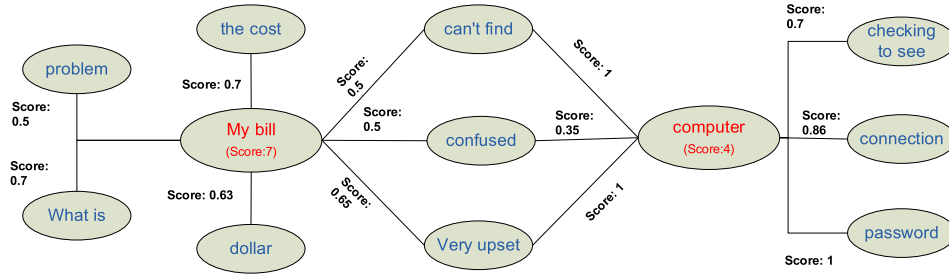 problem
What is
Score:
0.5
Score:
0.7
the cost
Score: 0.7
My bill
(Score:7)
Score: 0.63
dollar
Score:
0.5
Score:
0.5
Score:
0.65
can't find
confused
Very upset
Score: 1
Score:
0.35
Score: 1
computer
(Score:4)
Score:
0.7
Score:
0.86
Score: 1
checking
to see
connection
password